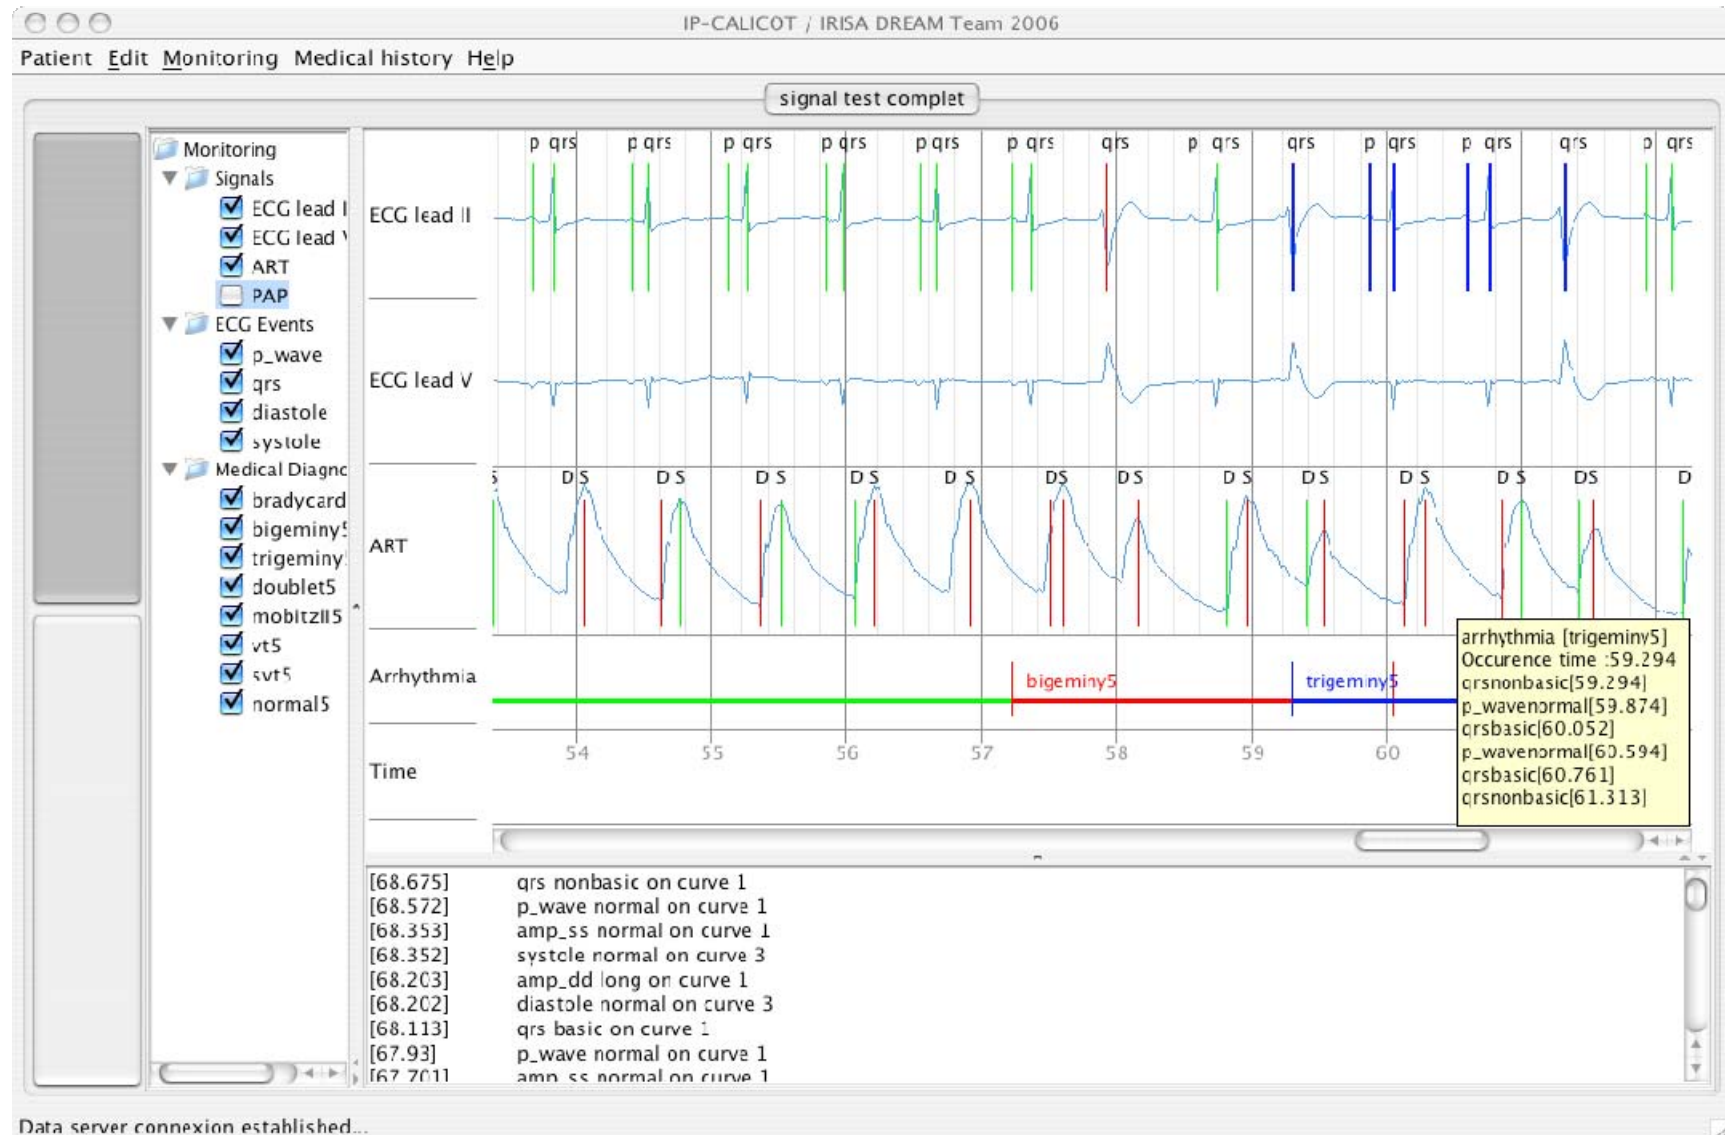 IP-CALICOT / IRISA DREAM Team 2006
Patient Edit Monitoring Medical history Help
signal test complet
Monitoring
Signals
ECG lead I
ECG lead
ART
PAP
ECG Events
p_wave
qrs
diastole
systole
Medical Diagno
bradycard
bigeminy5
trigeminy
doublet5
mobitzII5
vt5
svt5
normal5
p qrs p qrs p qrs p qrs p qrs p qrs qrs p qrs qrs p qrs p qrs qrs p qrs
ECG lead II
ECG lead V
S D S D S D S D S D S D S D S D S D S D S D S D S D
ART
Arrhythmia
bigeminy5
trigeminy5
54 55 56 57 58 59 60
Time
arrhythmia [trigeminy5]
Occurence time :59.294
qrsnonbasic[59.294]
p_wavenormal[59.874]
qrsbasic[60.052]
p_wavenormal[60.594]
qrsbasic[60.761]
qrsnonbasic[61.313]
[68.675] qrs nonbasic on curve 1
[68.572] p_wave normal on curve 1
[68.353] amp_ss normal on curve 1
[68.352] systole normal on curve 3
[68.203] amp_dd long on curve 1
[68.202] diastole normal on curve 3
[68.113] qrs basic on curve 1
[67.93] p_wave normal on curve 1
[67.701] amp_ss normal on curve 1
Data server connexion established...